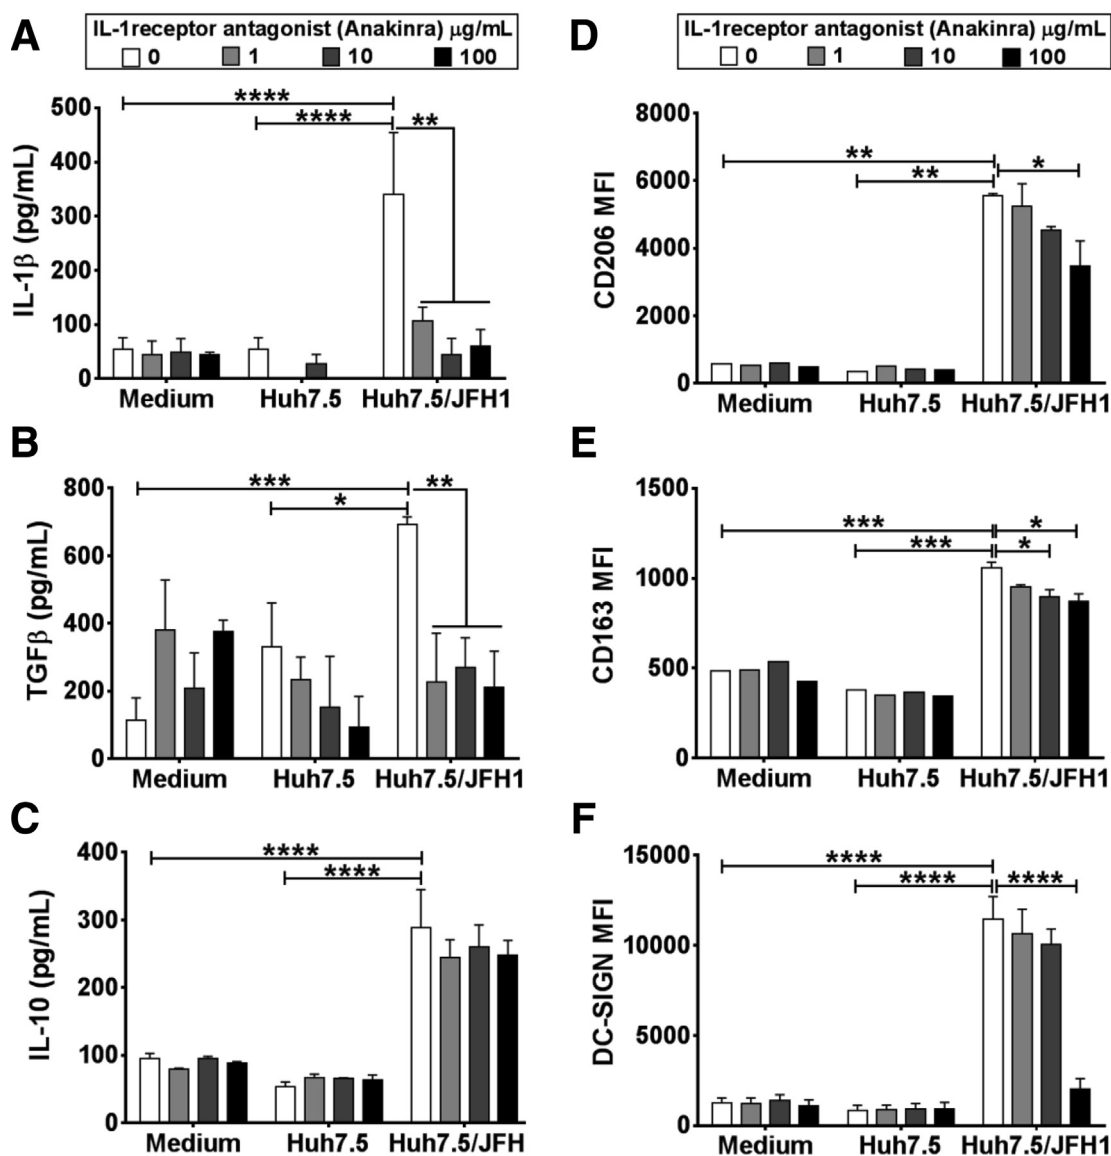 A
IL-1receptor antagonist (Anakinra) μg/mL
0 1 10 100
****
****
**
500
400
300
200
100
0
IL-1β (pg/mL)
Medium Huh7.5 Huh7.5/JFH1
B
***
*
**
800
600
400
200
0
TGFβ (pg/mL)
Medium Huh7.5 Huh7.5/JFH1
C
****
****
400
300
200
100
0
IL-10 (pg/mL)
Medium Huh7.5 Huh7.5/JFH
D
IL-1receptor antagonist (Anakinra) μg/mL
0 1 10 100
**
**
*
8000
6000
4000
2000
0
CD206 MFI
Medium Huh7.5 Huh7.5/JFH1
E
***
***
*
*
1500
1000
500
0
CD163 MFI
Medium Huh7.5 Huh7.5/JFH1
F
****
****
****
15000
10000
5000
0
DC-SIGN MFI
Medium Huh7.5 Huh7.5/JFH1